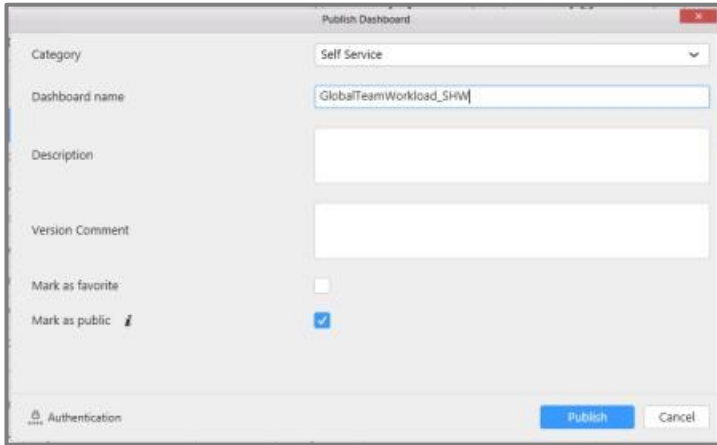 Publish Dashboard
Category
Self Service
Dashboard name
GlobalTeamWorkload_SHW
Description
Version Comment
Mark as favorite
Mark as public i
Authentication
Publish
Cancel